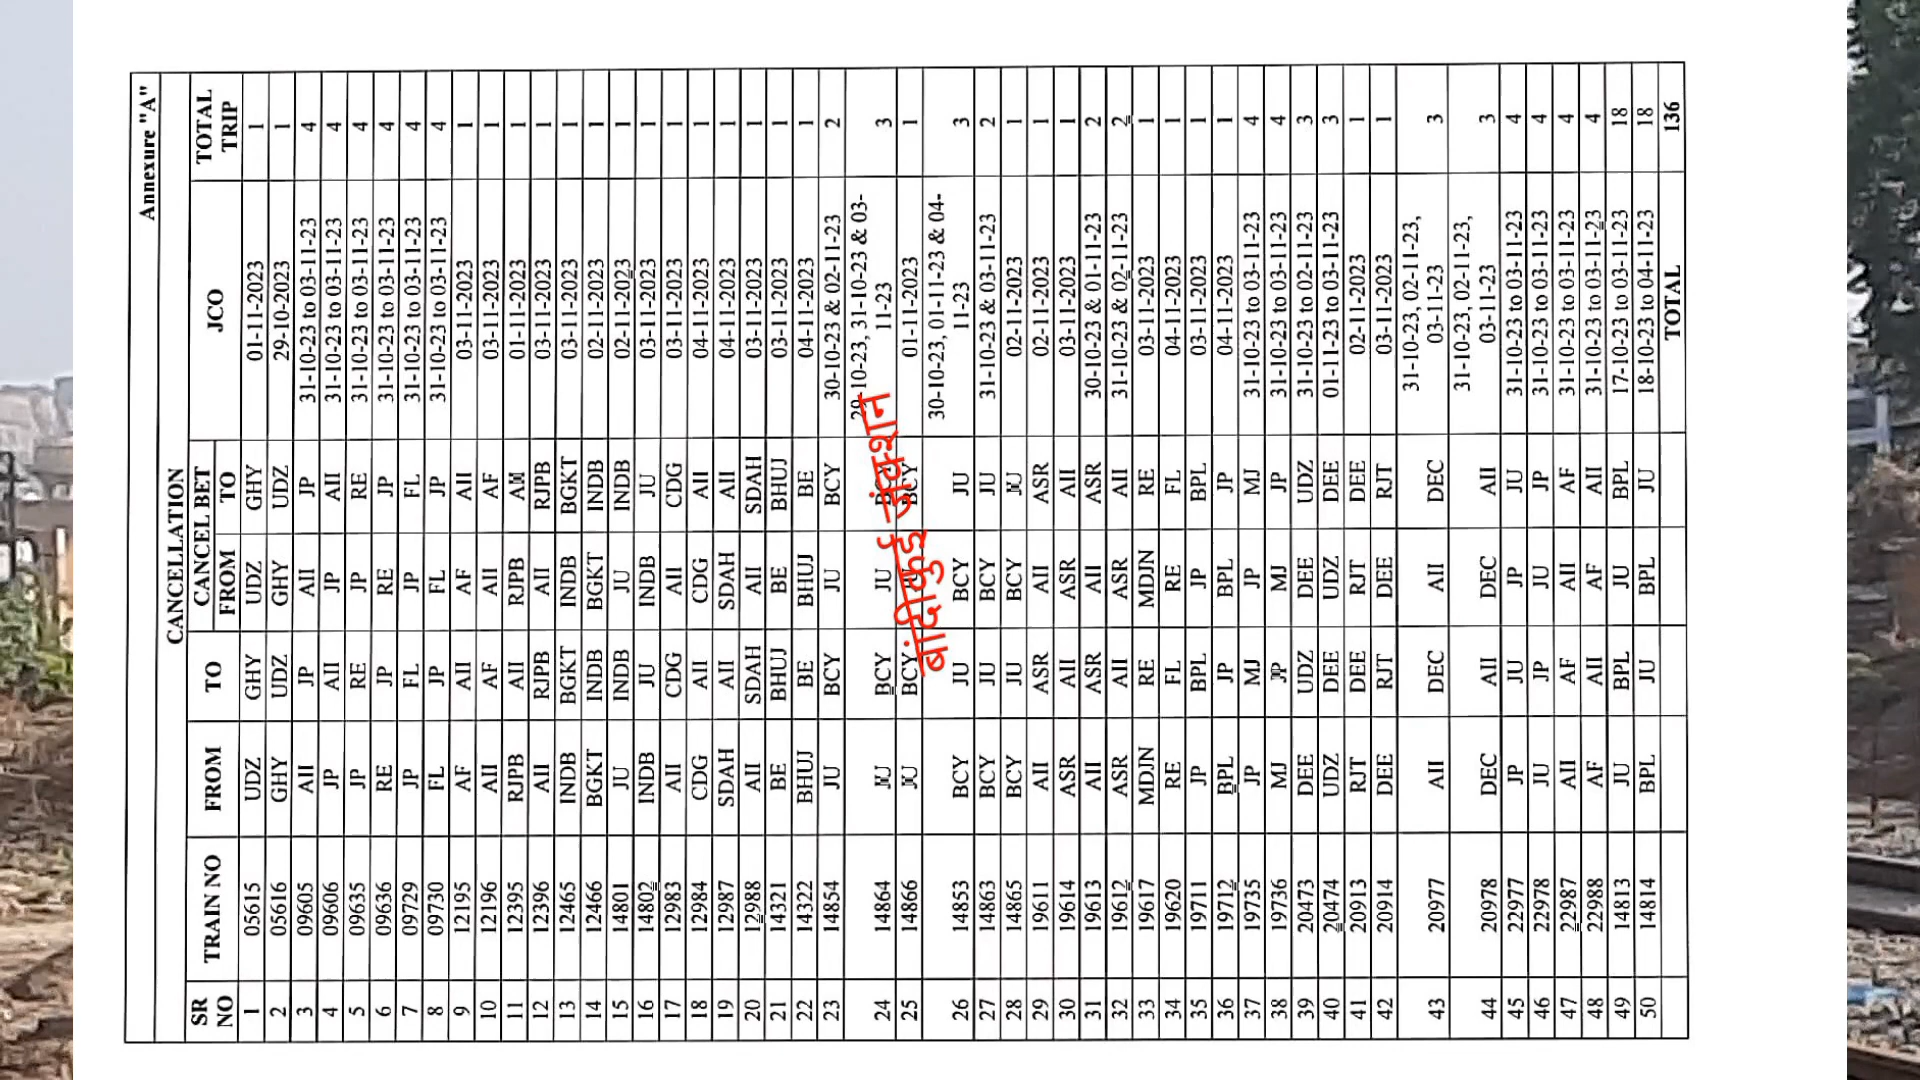 Annexure "A"
CANCELLATION
SR NO TRAIN NO FROM TO CANCEL BET FROM TO JCO TOTAL TRIP
1 05615 UDZ GHY UDZ GHY 01-11-2023 1
2 05616 GHY UDZ GHY UDZ 29-10-2023 1
3 09605 AII JP AII JP 31-10-23 to 03-11-23 4
4 09606 JP AII JP AII 31-10-23 to 03-11-23 4
5 09635 JP RE JP RE 31-10-23 to 03-11-23 4
6 09636 RE JP RE JP 31-10-23 to 03-11-23 4
7 09729 JP FL JP FL 31-10-23 to 03-11-23 4
8 09730 FL JP FL JP 31-10-23 to 03-11-23 4
9 12195 AF AII AF AII 03-11-2023 1
10 12196 AII AF AII AF 03-11-2023 1
11 12395 RJPB AII RJPB AII 01-11-2023 1
12 12396 AII RJPB AII RJPB 03-11-2023 1
13 12465 INDB BGKT INDB BGKT 03-11-2023 1
14 12466 BGKT INDB BGKT INDB 02-11-2023 1
15 14801 JU INDB JU INDB 02-11-2023 1
16 14802 INDB JU INDB JU 03-11-2023 1
17 12983 AII CDG AII CDG 03-11-2023 1
18 12984 CDG AII CDG AII 04-11-2023 1
19 12987 SDAH AII SDAH AII 04-11-2023 1
20 12988 AII SDAH AII SDAH 03-11-2023 1
21 14321 BE BHUJ BE BHUJ 03-11-2023 1
22 14322 BHUJ BE BHUJ BE 04-11-2023 1
23 14854 JU BCY JU BCY 30-10-23 & 02-11-23 2
24 14864 JU BCY JU BCY 29-10-23, 31-10-23 & 03-11-23 3
25 14866 JU BCY JU BCY 01-11-2023 1
26 14853 BCY JU BCY JU 30-10-23, 01-11-23 & 04-11-23 3
27 14863 BCY JU BCY JU 31-10-23 & 03-11-23 2
28 14865 BCY JU BCY JU 02-11-2023 1
29 19611 AII ASR AII ASR 02-11-2023 1
30 19614 ASR AII ASR AII 03-11-2023 1
31 19613 AII ASR AII ASR 30-10-23 & 01-11-23 2
32 19612 ASR AII ASR AII 31-10-23 & 02-11-23 2
33 19617 MDJN RE MDJN RE 03-11-2023 1
34 19620 RE FL RE FL 04-11-2023 1
35 19711 JP BPL JP BPL 03-11-2023 1
36 19712 BPL JP BPL JP 04-11-2023 1
37 19735 JP MJ JP MJ 31-10-23 to 03-11-23 4
38 19736 MJ JP MJ JP 31-10-23 to 03-11-23 4
39 20473 DEE UDZ DEE UDZ 31-10-23 to 02-11-23 3
40 20474 UDZ DEE UDZ DEE 01-11-23 to 03-11-23 3
41 20913 RJT DEE RJT DEE 02-11-2023 1
42 20914 DEE RJT DEE RJT 03-11-2023 1
43 20977 AII DEC AII DEC 31-10-23, 02-11-23, 03-11-23 3
44 20978 DEC AII DEC AII 31-10-23, 02-11-23, 03-11-23 3
45 22977 JP JU JP JU 31-10-23 to 03-11-23 4
46 22978 JU JP JU JP 31-10-23 to 03-11-23 4
47 22987 AII AF AII AF 31-10-23 to 03-11-23 4
48 22988 AF AII AF AII 31-10-23 to 03-11-23 4
49 14813 JU BPL JU BPL 17-10-23 to 03-11-23 18
50 14814 BPL JU BPL JU 18-10-23 to 04-11-23 18
TOTAL 136
बांदीकुई जंक्शन